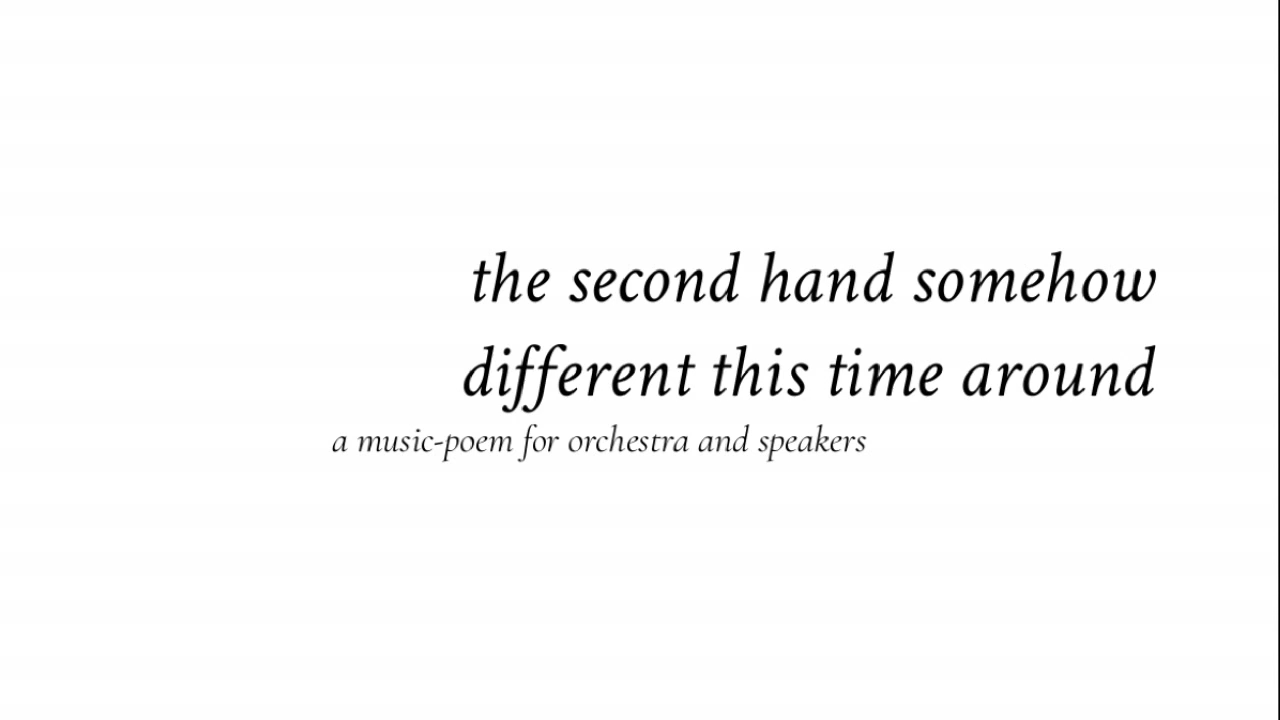 the second hand somehow
different this time around
a music-poem for orchestra and speakers